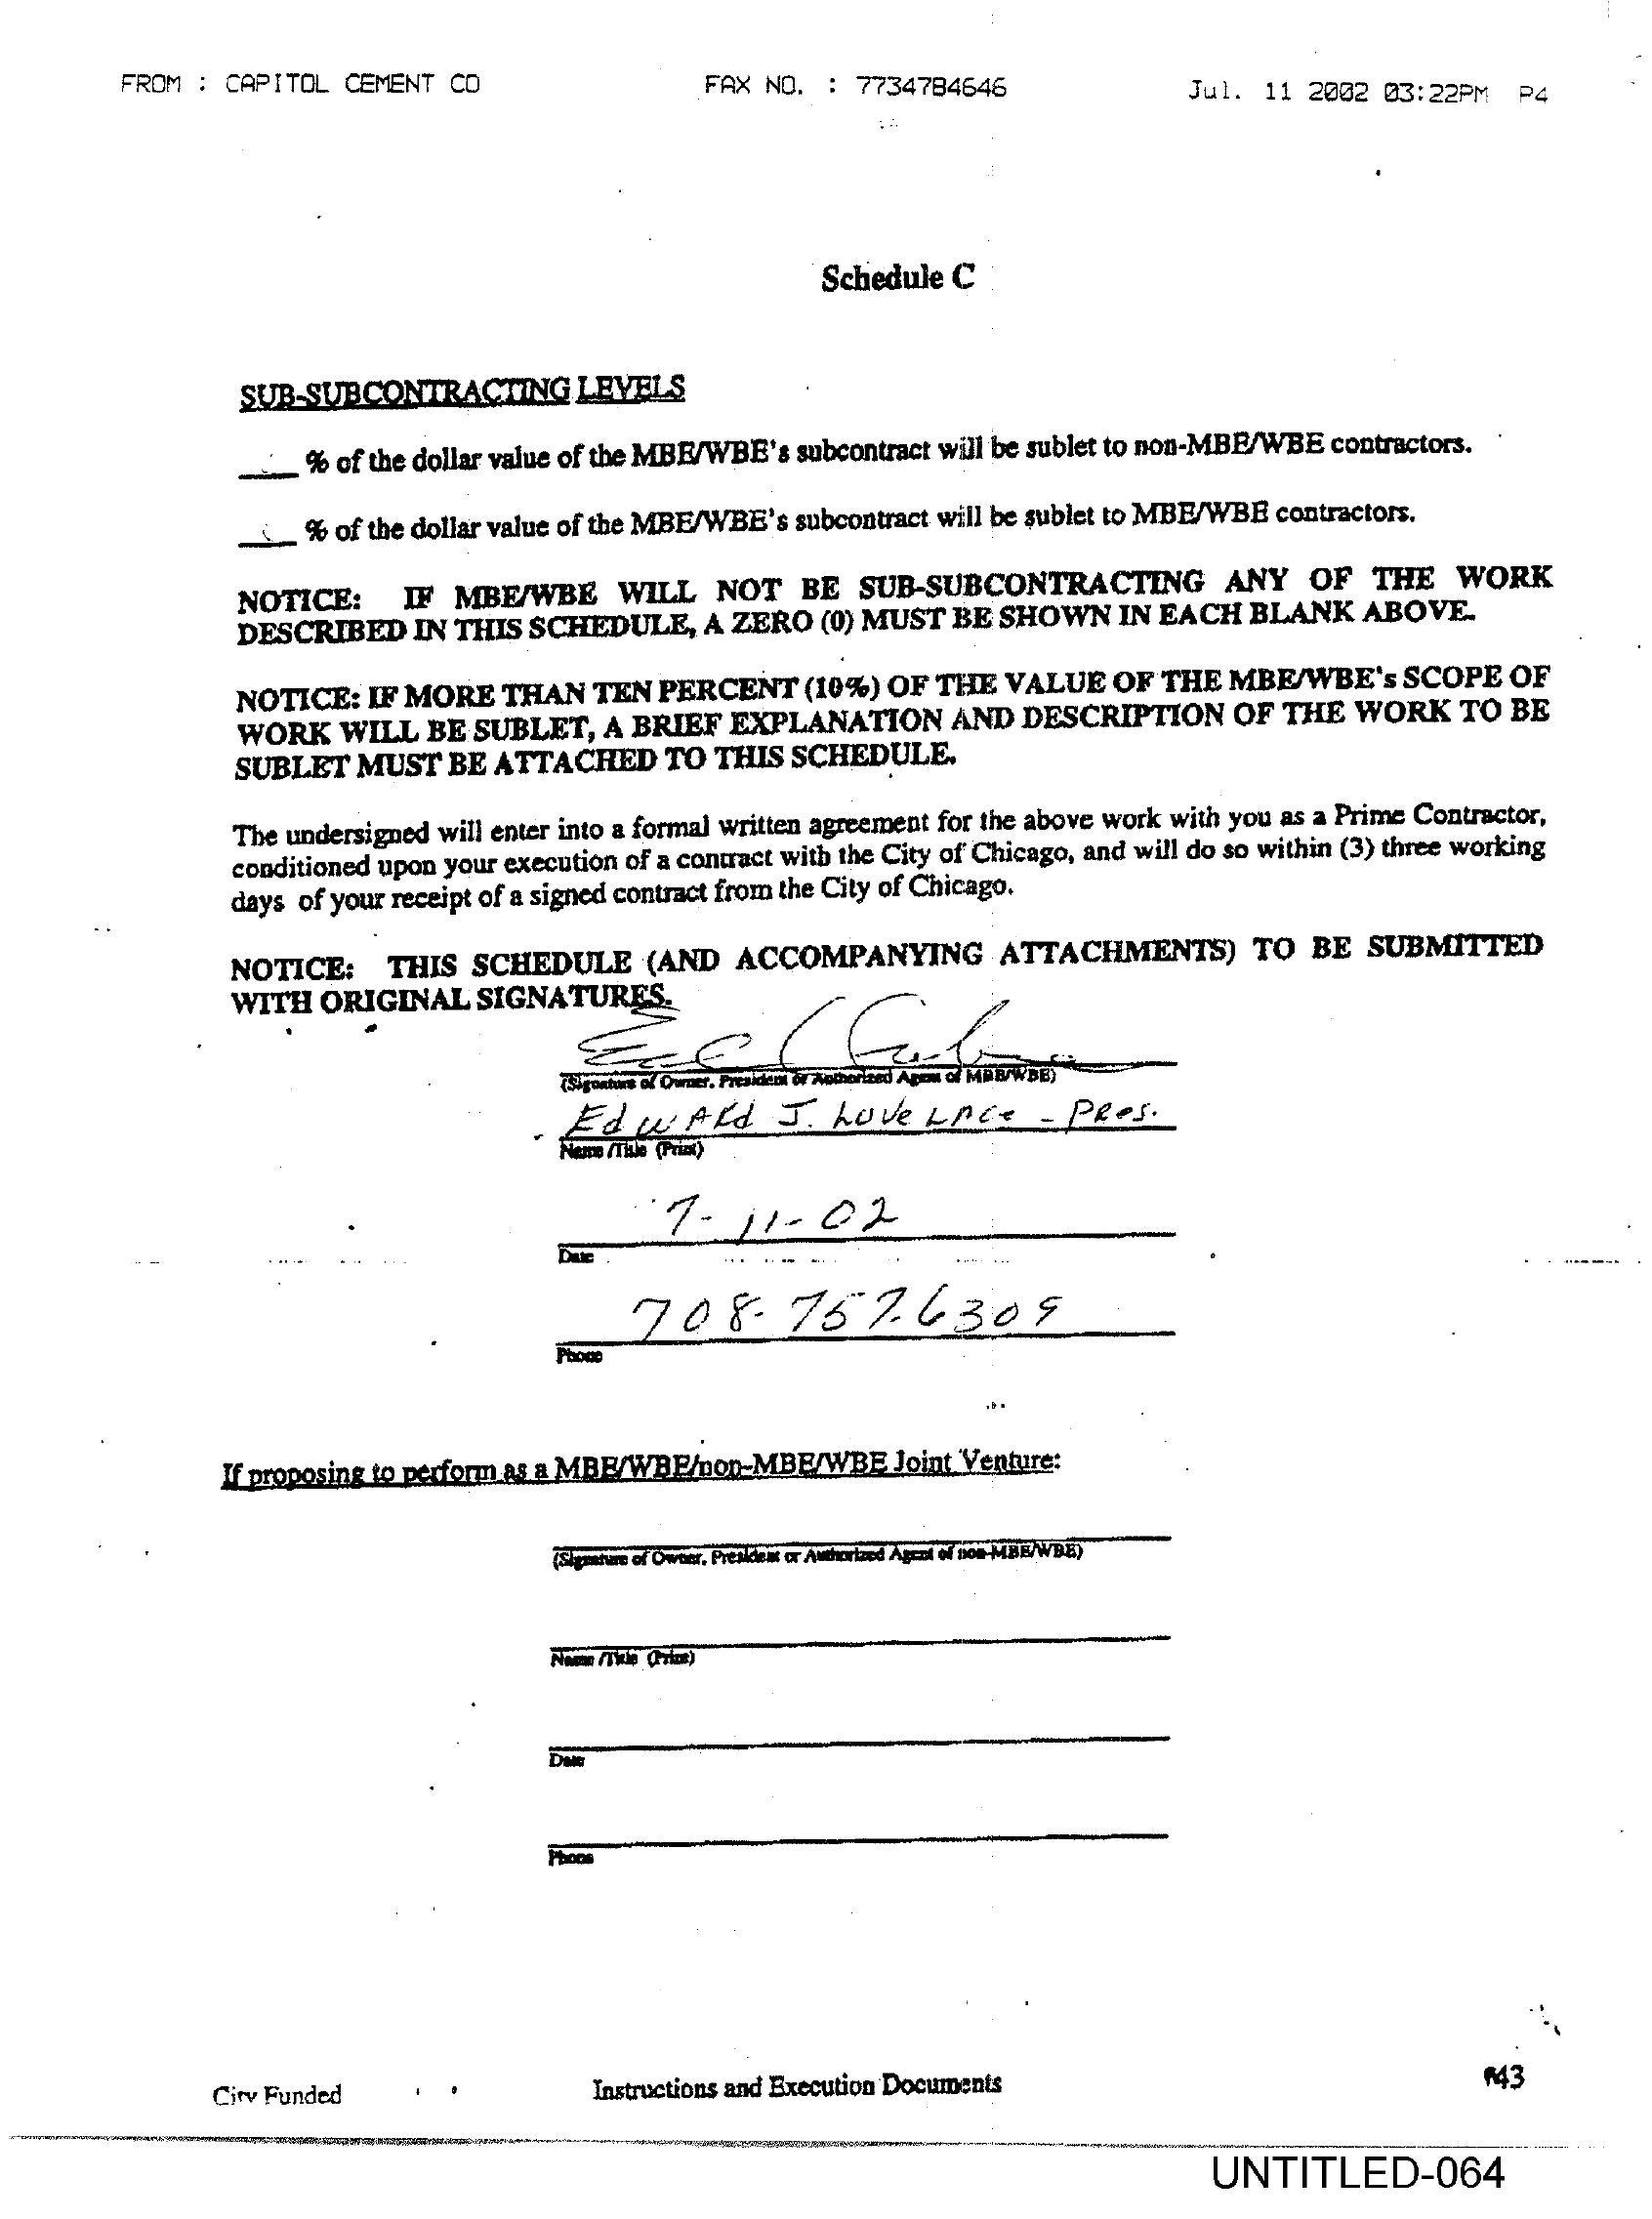 FROM : CAPITOL CEMENT CO FAX NO. : 7734784646 Jul. 11 2002 03:22PM P4
Schedule C
SUB-SUBCONTRACTING LEVELS
___ % of the dollar value of the MBE/WBE's subcontract will be sublet to non-MBE/WBE contractors.
___ % of the dollar value of the MBE/WBE's subcontract will be sublet to MBE/WBE contractors.
NOTICE: IF MBE/WBE WILL NOT BE SUB-SUBCONTRACTING ANY OF THE WORK
DESCRIBED IN THIS SCHEDULE, A ZERO (0) MUST BE SHOWN IN EACH BLANK ABOVE.
NOTICE: IF MORE THAN TEN PERCENT (10%) OF THE VALUE OF THE MBE/WBE's SCOPE OF
WORK WILL BE SUBLET, A BRIEF EXPLANATION AND DESCRIPTION OF THE WORK TO BE
SUBLET MUST BE ATTACHED TO THIS SCHEDULE.
The undersigned will enter into a formal written agreement for the above work with you as a Prime Contractor,
conditioned upon your execution of a contract with the City of Chicago, and will do so within (3) three working
days of your receipt of a signed contract from the City of Chicago.
NOTICE: THIS SCHEDULE (AND ACCOMPANYING ATTACHMENTS) TO BE SUBMITTED
WITH ORIGINAL SIGNATURES.
(Signature of Owner, President or Authorized Agent of MBE/WBE)
Edward J. Lovelace - Pres.
Name /Title (Print)
7-11-02
Date
708-757-6309
Phone
If proposing to perform as a MBE/WBE/non-MBE/WBE Joint Venture:
(Signature of Owner, President or Authorized Agent of non-MBE/WBE)
Name /Title (Print)
Date
Phone
City Funded Instructions and Execution Documents 43
UNTITLED-064